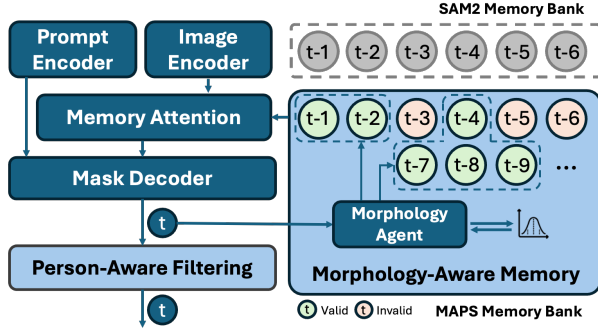 SAM2 Memory Bank
Prompt
Encoder
Image
Encoder
t-1 t-2 t-3 t-4 t-5 t-6
Memory Attention
t-1 t-2 t-3 t-4 t-5 t-6
Mask Decoder
t-7 t-8 t-9 ...
t
Morphology
Agent
Person-Aware Filtering
Morphology-Aware Memory
t
t Valid t Invalid MAPS Memory Bank